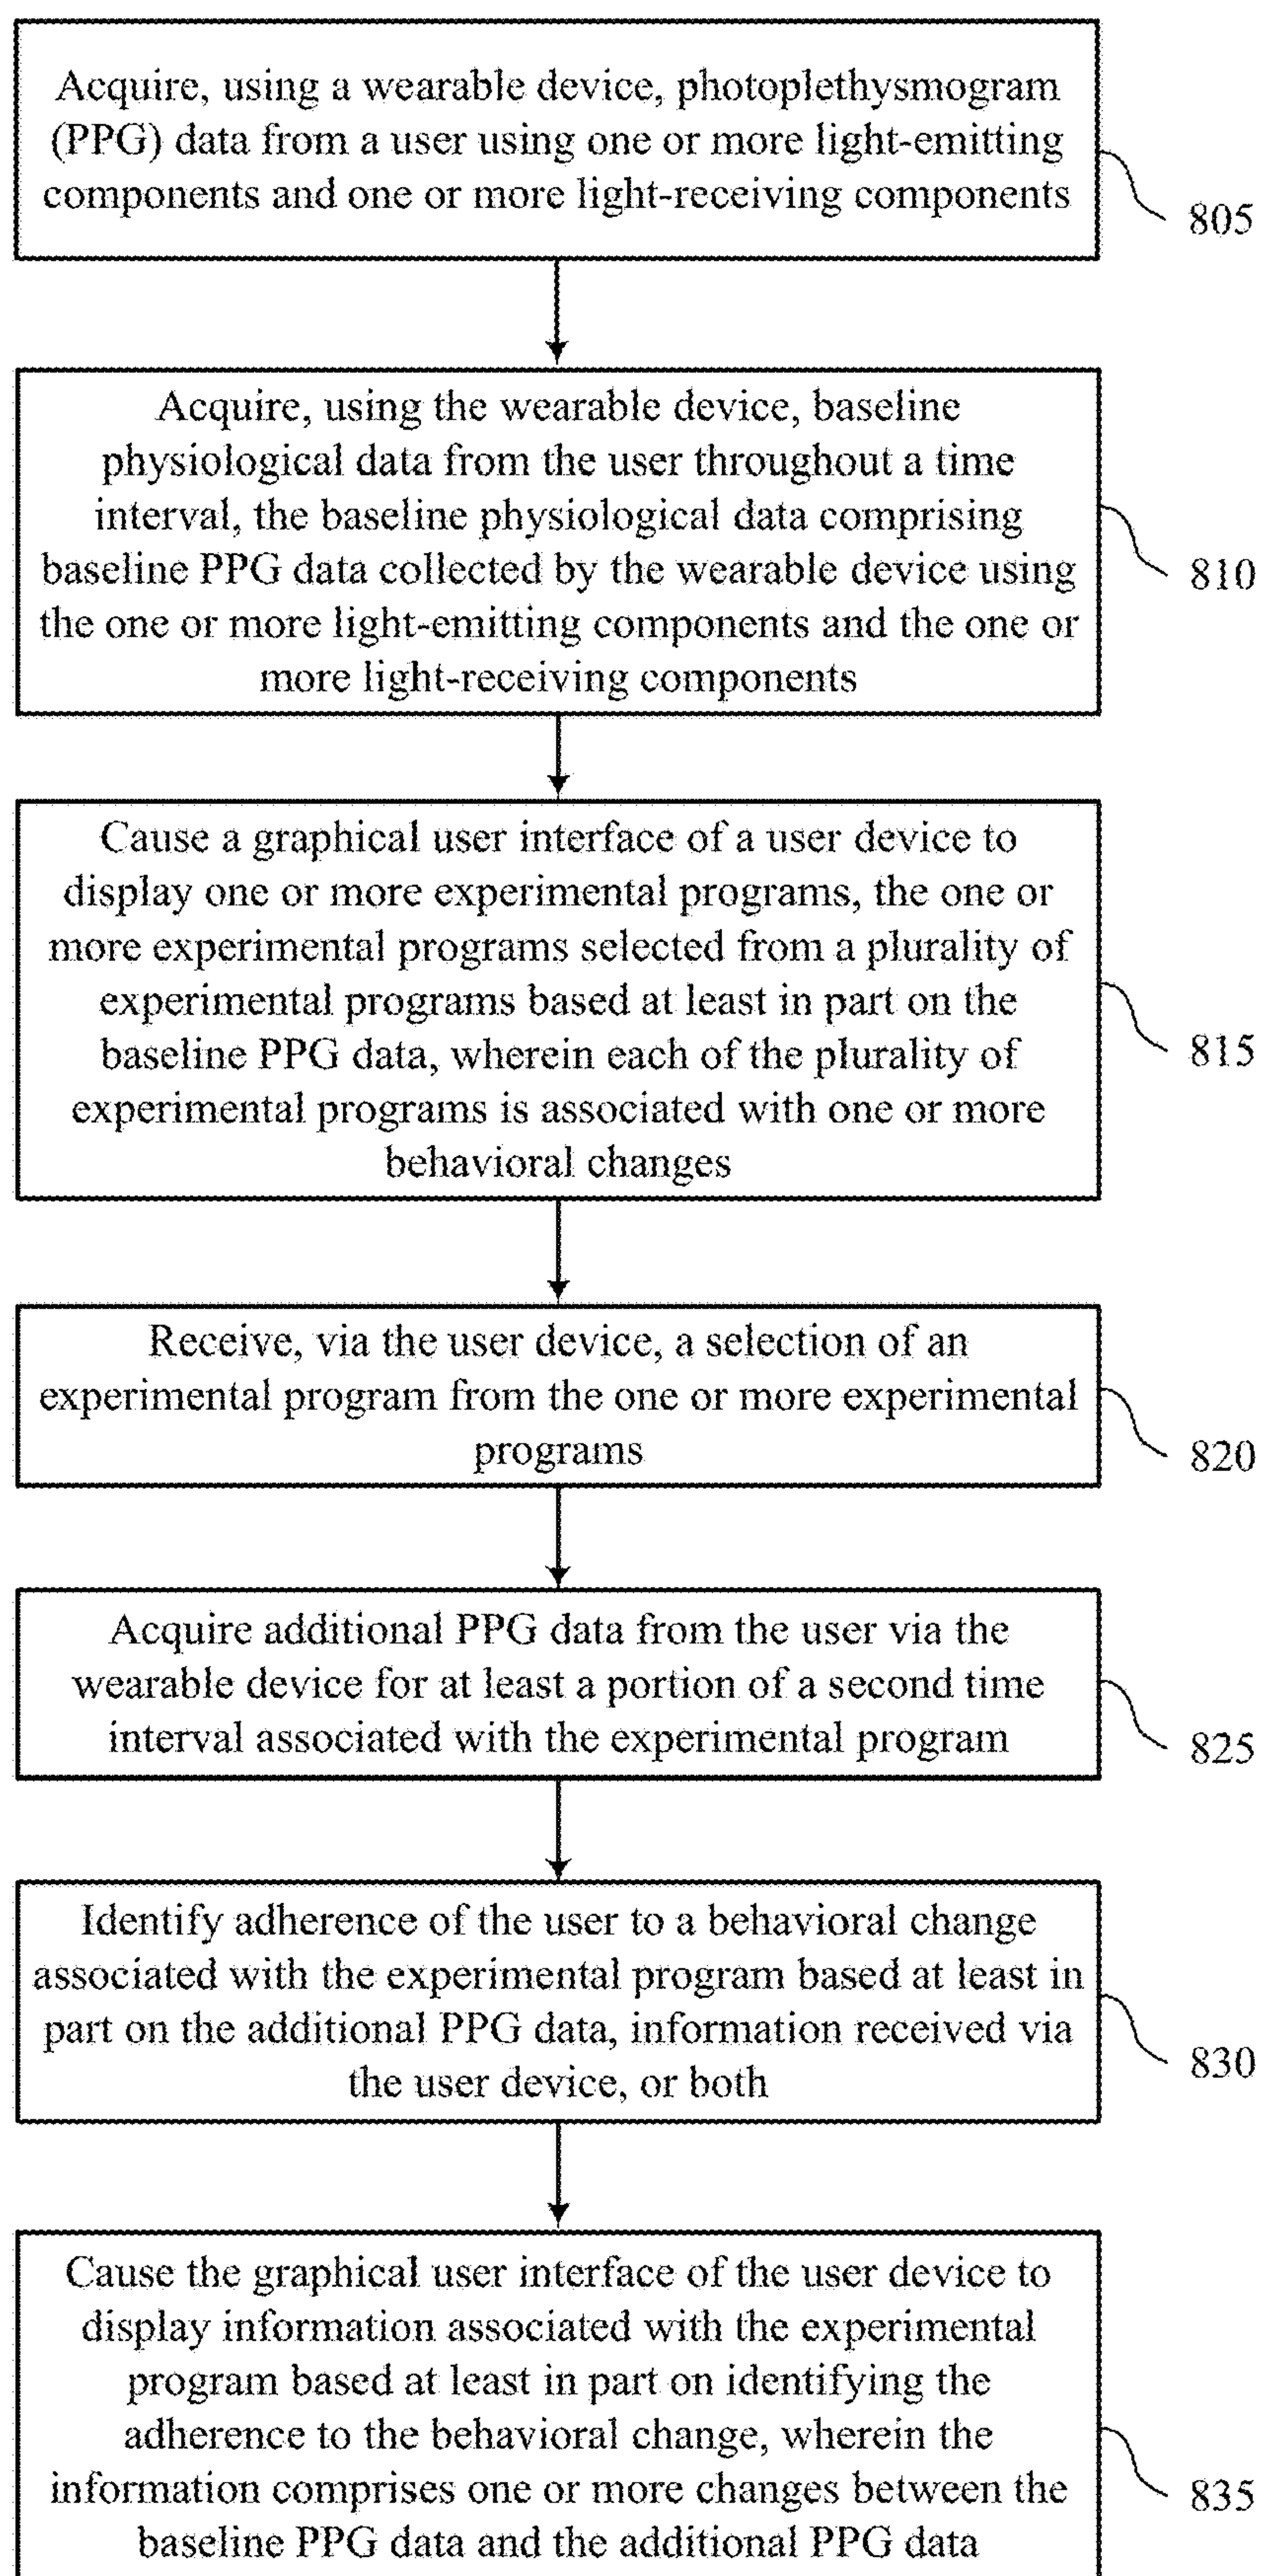 Acquire, using a wearable device, photoplethysmogram
(PPG) data from a user using one or more light-emitting
components and one or more light-receiving components
805
Acquire, using the wearable device, baseline
physiological data from the user throughout a time
interval, the baseline physiological data comprising
baseline PPG data collected by the wearable device using
the one or more light-emitting components and the one or
more light-receiving components
810
Cause a graphical user interface of a user device to
display one or more experimental programs, the one or
more experimental programs selected from a plurality of
experimental programs based at least in part on the
baseline PPG data, wherein each of the plurality of
experimental programs is associated with one or more
behavioral changes
815
Receive, via the user device, a selection of an
experimental program from the one or more experimental
programs
820
Acquire additional PPG data from the user via the
wearable device for at least a portion of a second time
interval associated with the experimental program
825
Identify adherence of the user to a behavioral change
associated with the experimental program based at least in
part on the additional PPG data, information received via
the user device, or both
830
Cause the graphical user interface of the user device to
display information associated with the experimental
program based at least in part on identifying the
adherence to the behavioral change, wherein the
information comprises one or more changes between the
baseline PPG data and the additional PPG data
835